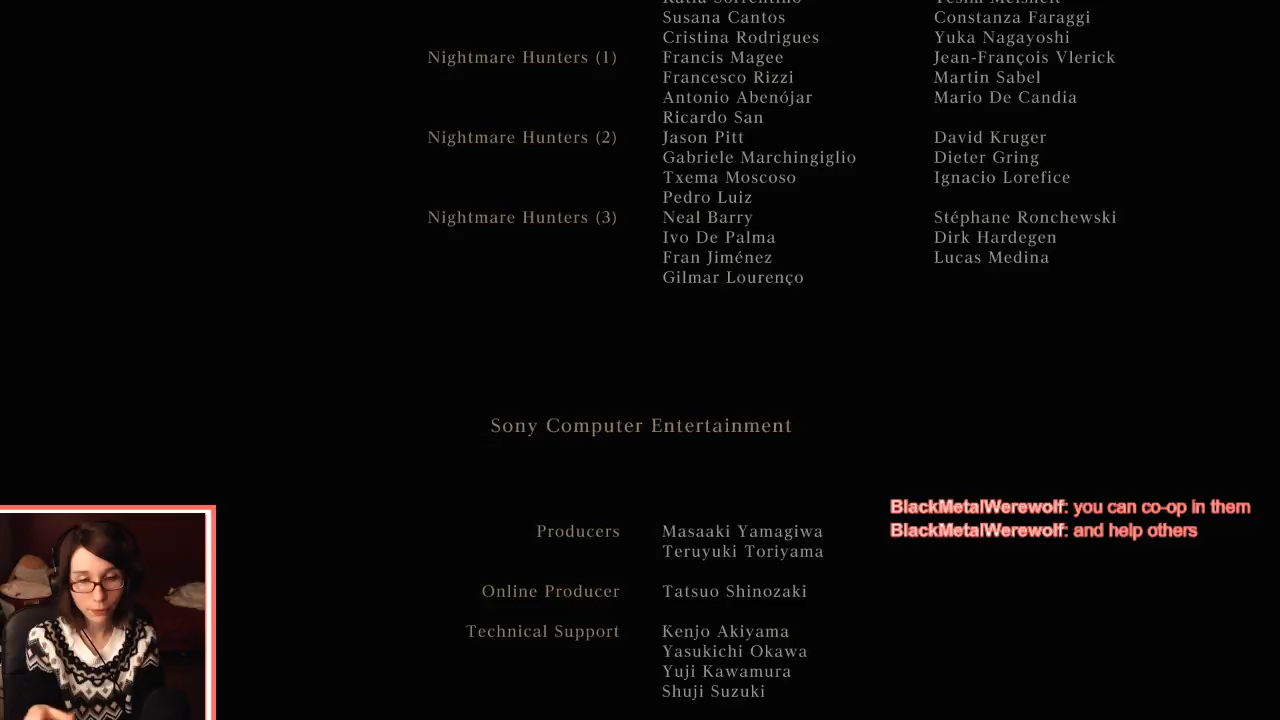 Susana Cantos Constanza Faraggi
Cristina Rodrigues Yuka Nagayoshi
Nightmare Hunters (1) Francis Magee Jean-François Vlerick
Francesco Rizzi Martin Sabel
Antonio Abenójar Mario De Candia
Ricardo San
Nightmare Hunters (2) Jason Pitt David Kruger
Gabriele Marchingiglio Dieter Gring
Txema Moscoso Ignacio Lorefice
Pedro Luiz
Nightmare Hunters (3) Neal Barry Stéphane Ronchewski
Ivo De Palma Dirk Hardegen
Fran Jiménez Lucas Medina
Gilmar Lourenço
Sony Computer Entertainment
BlackMetalWerewolf: you can co-op in them
BlackMetalWerewolf: and help others
Producers Masaaki Yamagiwa
Teruyuki Toriyama
Online Producer Tatsuo Shinozaki
Technical Support Kenjo Akiyama
Yasukichi Okawa
Yuji Kawamura
Shuji Suzuki